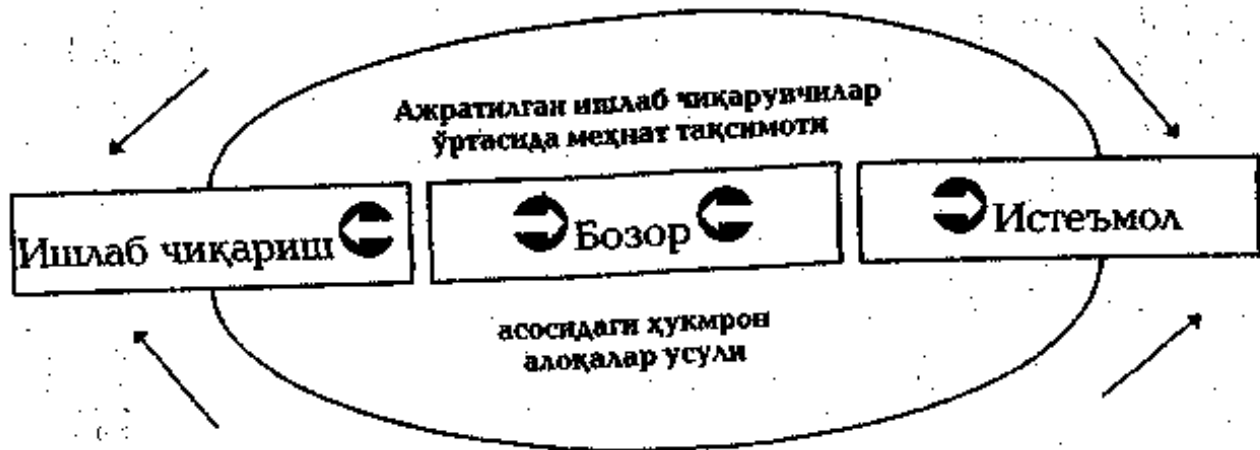 Ажратилган ишлаб чиқарувчилар
ўртасида меҳнат тақсимоти
Ишлаб чиқариш
Бозор
Истеъмол
асосидаги ҳукмрон
алоқалар усули